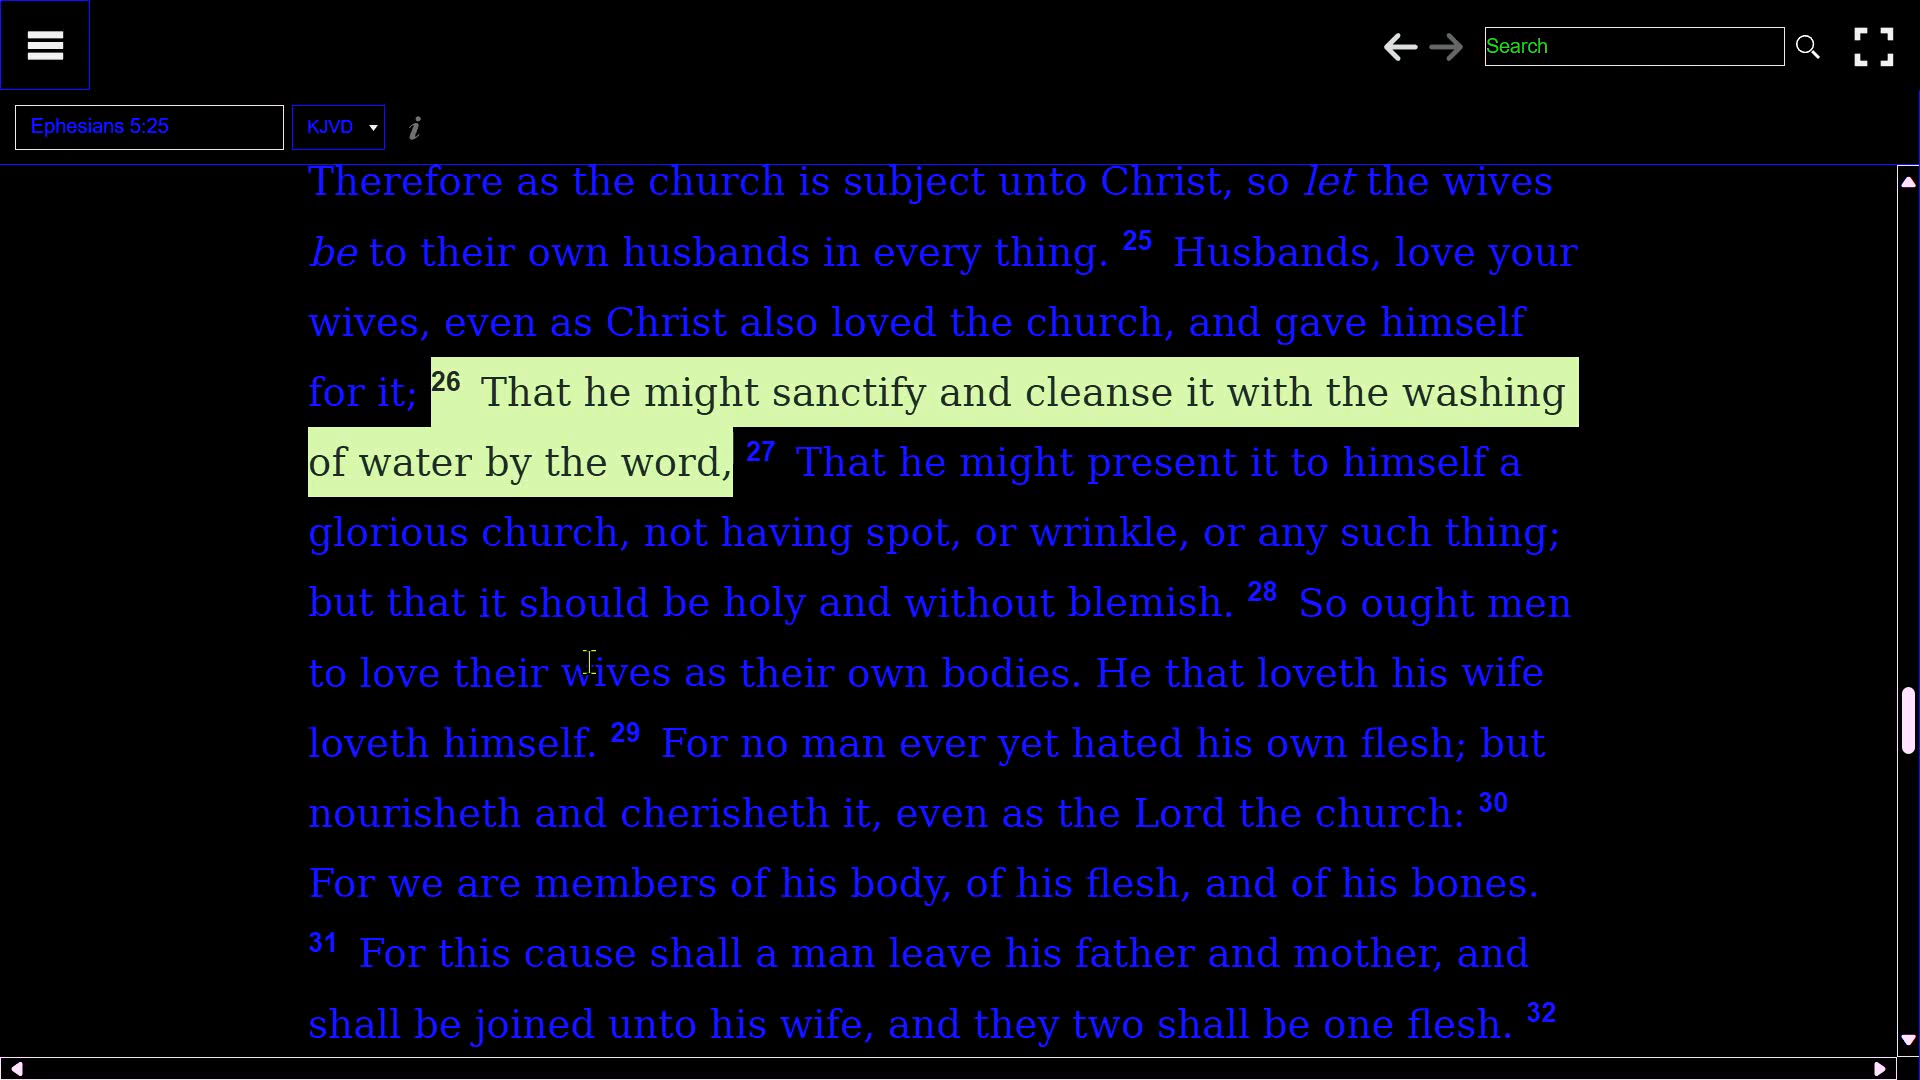 Search
Ephesians 5:25
KJVD
i
Therefore as the church is subject unto Christ, so let the wives
be to their own husbands in every thing. 25 Husbands, love your
wives, even as Christ also loved the church, and gave himself
for it; 26 That he might sanctify and cleanse it with the washing
of water by the word, 27 That he might present it to himself a
glorious church, not having spot, or wrinkle, or any such thing;
but that it should be holy and without blemish. 28 So ought men
to love their wives as their own bodies. He that loveth his wife
loveth himself. 29 For no man ever yet hated his own flesh; but
nourisheth and cherisheth it, even as the Lord the church: 30
For we are members of his body, of his flesh, and of his bones.
31 For this cause shall a man leave his father and mother, and
shall be joined unto his wife, and they two shall be one flesh. 32